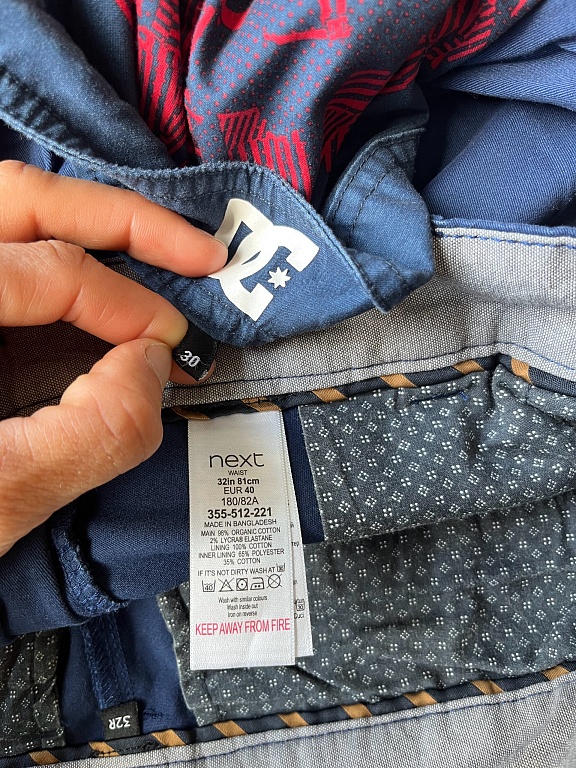 DC
30
next
WAIST
32in 81cm
EUR 40
180/82A
355-512-221
MADE IN BANGLADESH
MAIN 98% ORGANIC COTTON
2% LYCRA® ELASTANE
LINING 100% COTTON
INNER LINING 65% POLYESTER
35% COTTON
IF IT'S NOT DIRTY WASH AT 30
40
Wash with similar colours
Wash inside out
Iron on reverse
KEEP AWAY FROM FIRE
32R